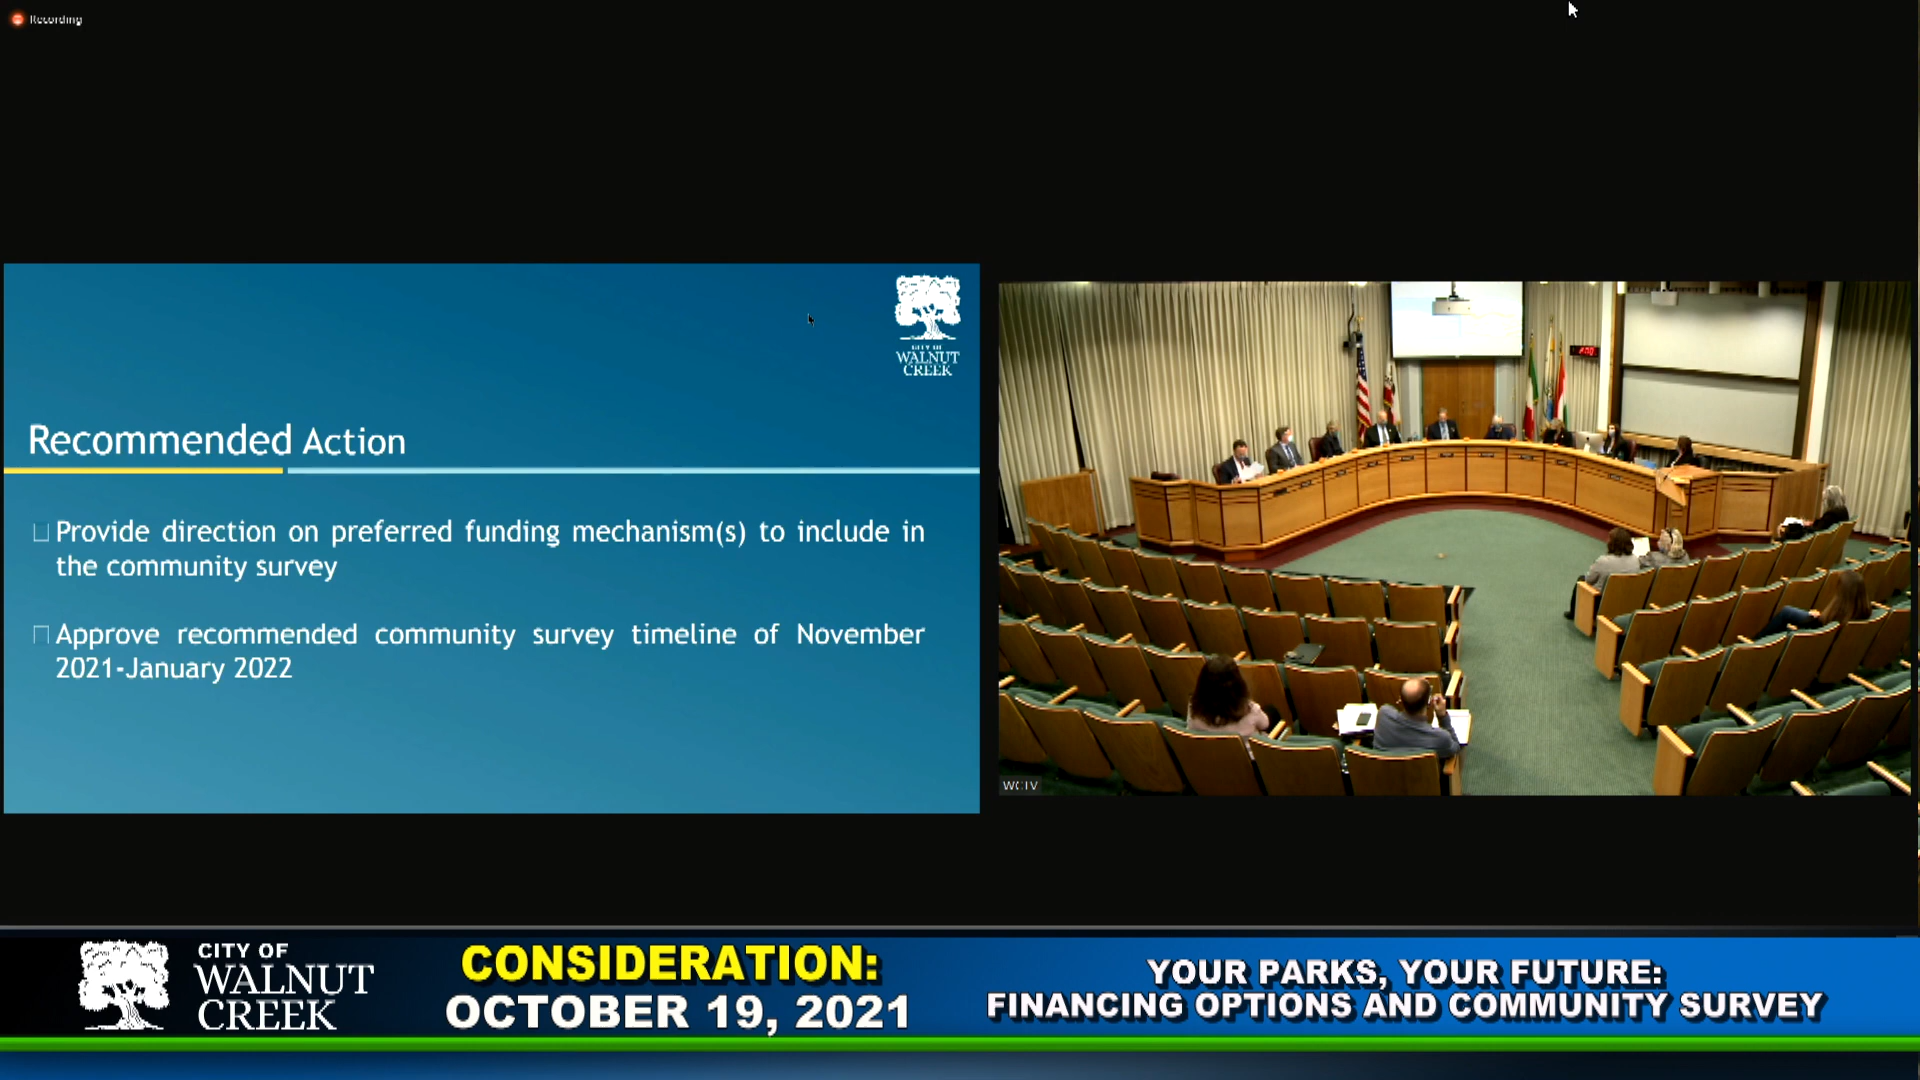 Recording
CITY OF
WALNUT
CREEK
Recommended Action
Provide direction on preferred funding mechanism(s) to include in
the community survey
Approve recommended community survey timeline of November
2021-January 2022
WCTV
CITY OF
WALNUT
CREEK
CONSIDERATION:
OCTOBER 19, 2021
YOUR PARKS, YOUR FUTURE:
FINANCING OPTIONS AND COMMUNITY SURVEY